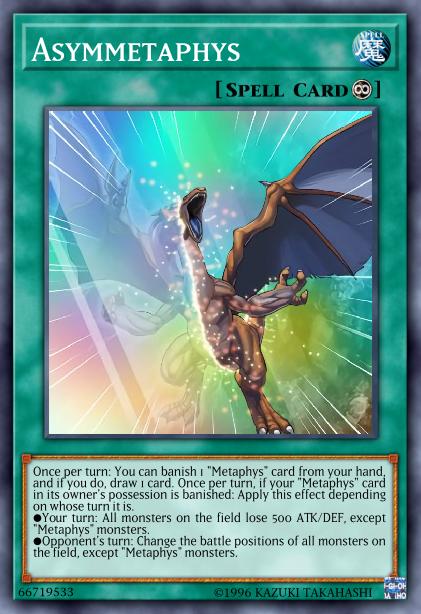 ASYMMETAPHYS
SPELL
魔
[SPELL CARD]
Once per turn: You can banish 1 "Metaphys" card from your hand,
and if you do, draw 1 card. Once per turn, if your "Metaphys" card
in its owner's possession is banished: Apply this effect depending
on whose turn it is.
●Your turn: All monsters on the field lose 500 ATK/DEF, except
"Metaphys" monsters.
●Opponent's turn: Change the battle positions of all monsters on
the field, except "Metaphys" monsters.
66719533 ©1996 KAZUKI TAKAHASHI